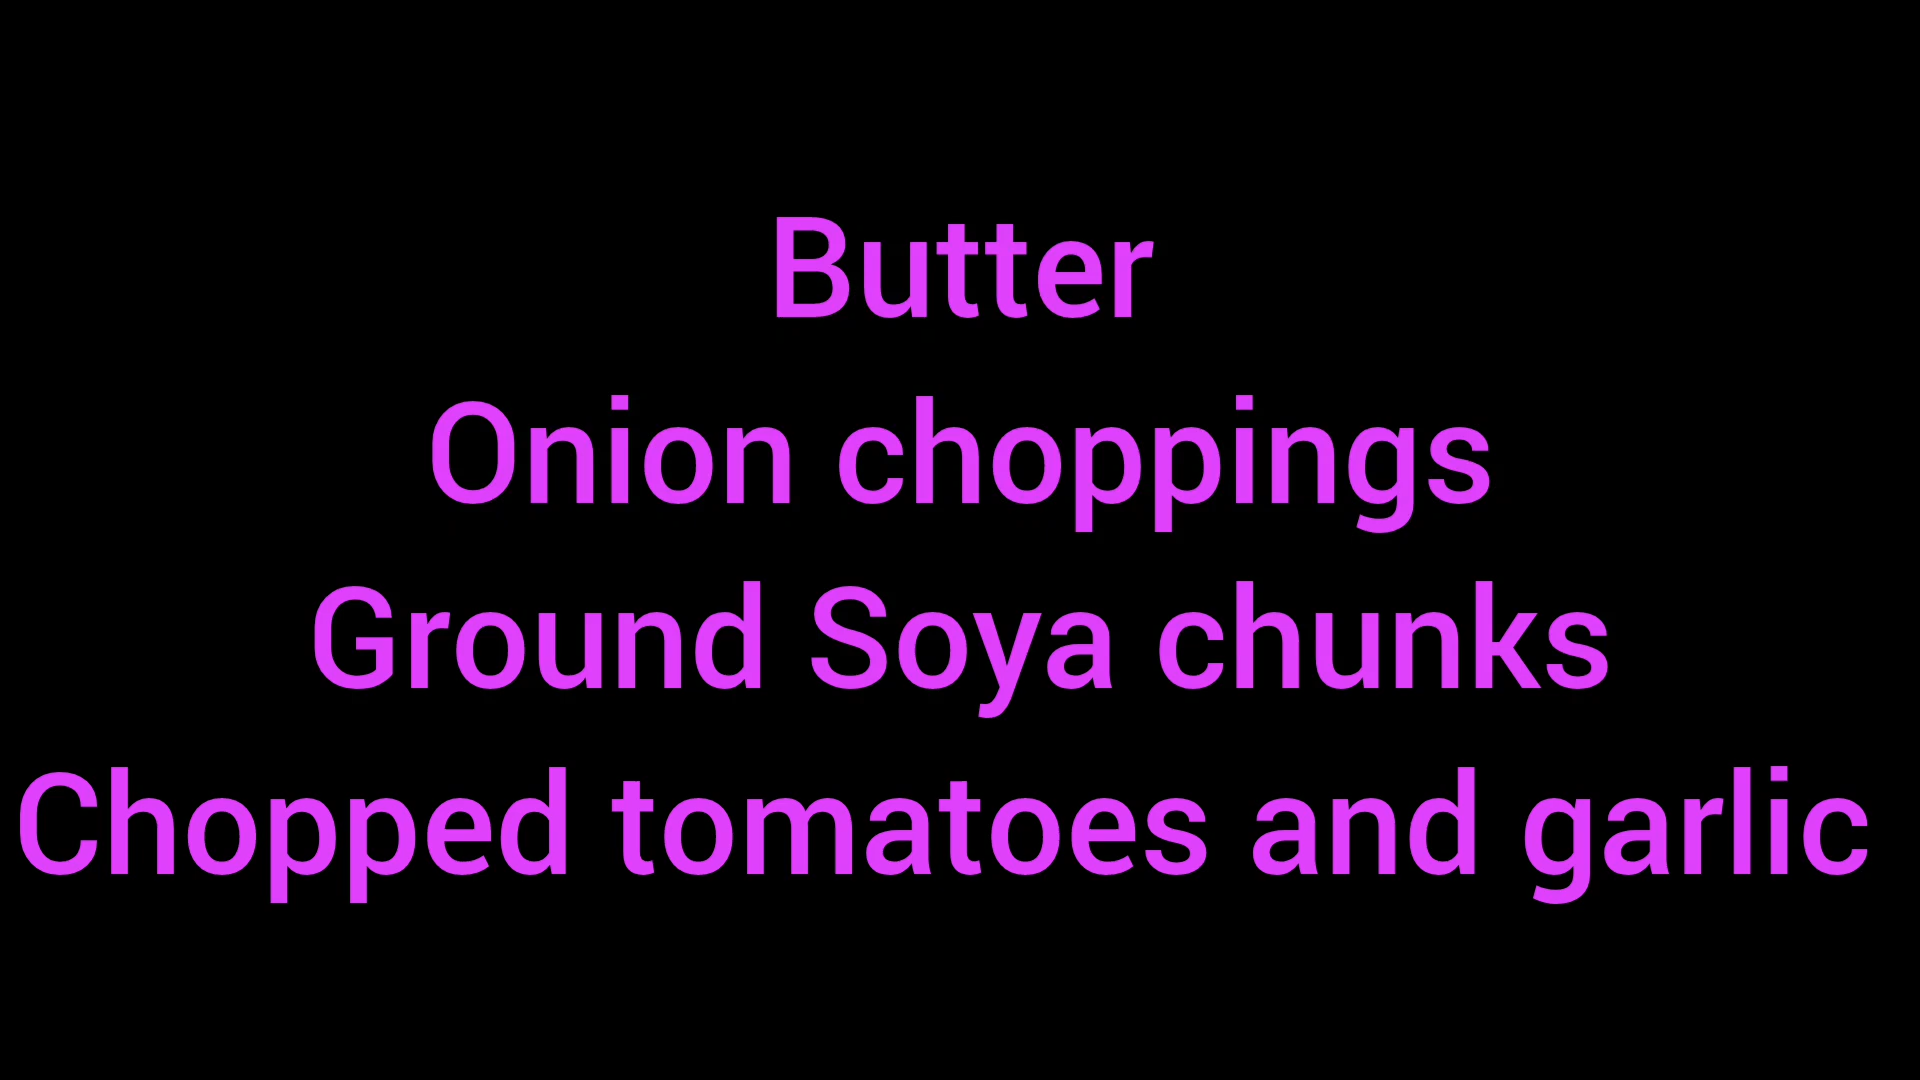 Butter
Onion choppings
Ground Soya chunks
Chopped tomatoes and garlic